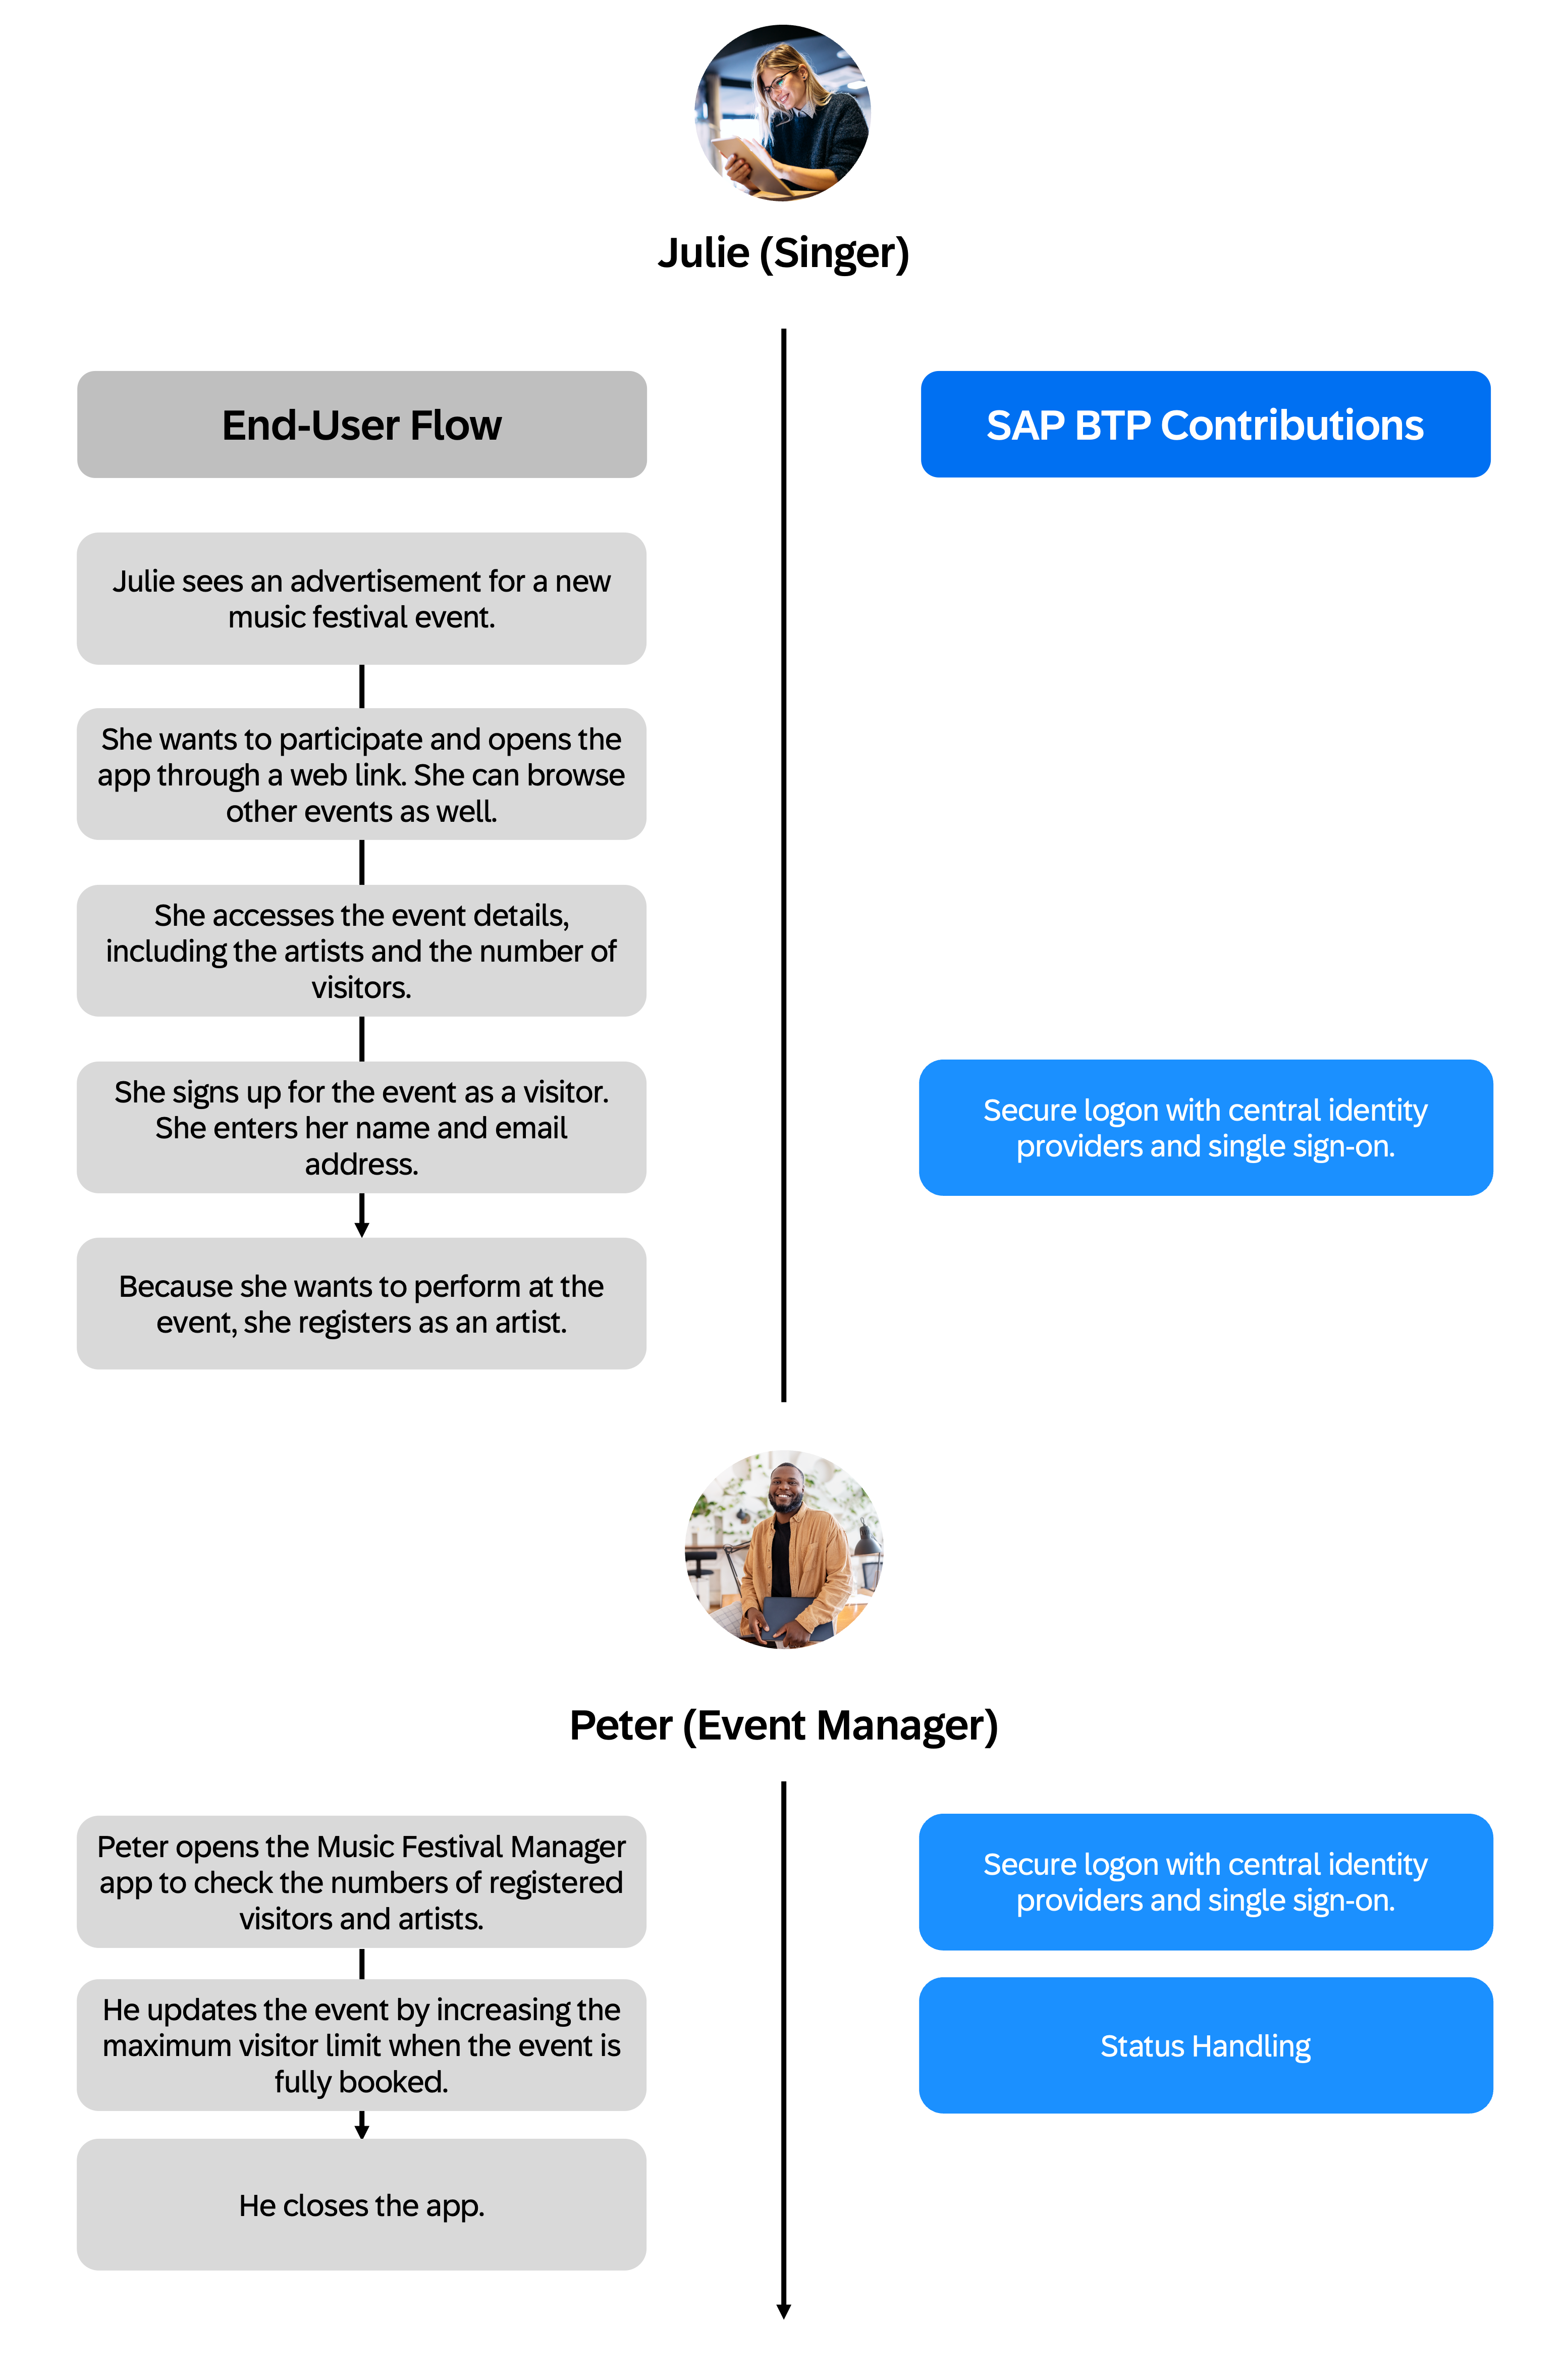 Julie (Singer)
End-User Flow
SAP BTP Contributions
Julie sees an advertisement for a new
music festival event.
She wants to participate and opens the
app through a web link. She can browse
other events as well.
She accesses the event details,
including the artists and the number of
visitors.
She signs up for the event as a visitor.
She enters her name and email
address.
Secure logon with central identity
providers and single sign-on.
Because she wants to perform at the
event, she registers as an artist.
Peter (Event Manager)
Peter opens the Music Festival Manager
app to check the numbers of registered
visitors and artists.
Secure logon with central identity
providers and single sign-on.
He updates the event by increasing the
maximum visitor limit when the event is
fully booked.
Status Handling
He closes the app.